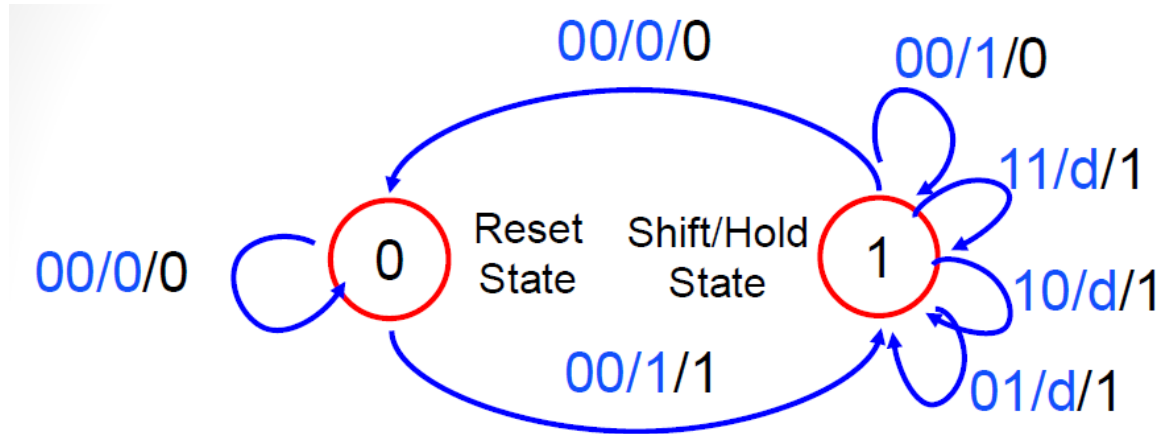 00/0/0
00/1/0
11/d/1
Reset
State
Shift/Hold
State
0
1
00/0/0
10/d/1
00/1/1
01/d/1